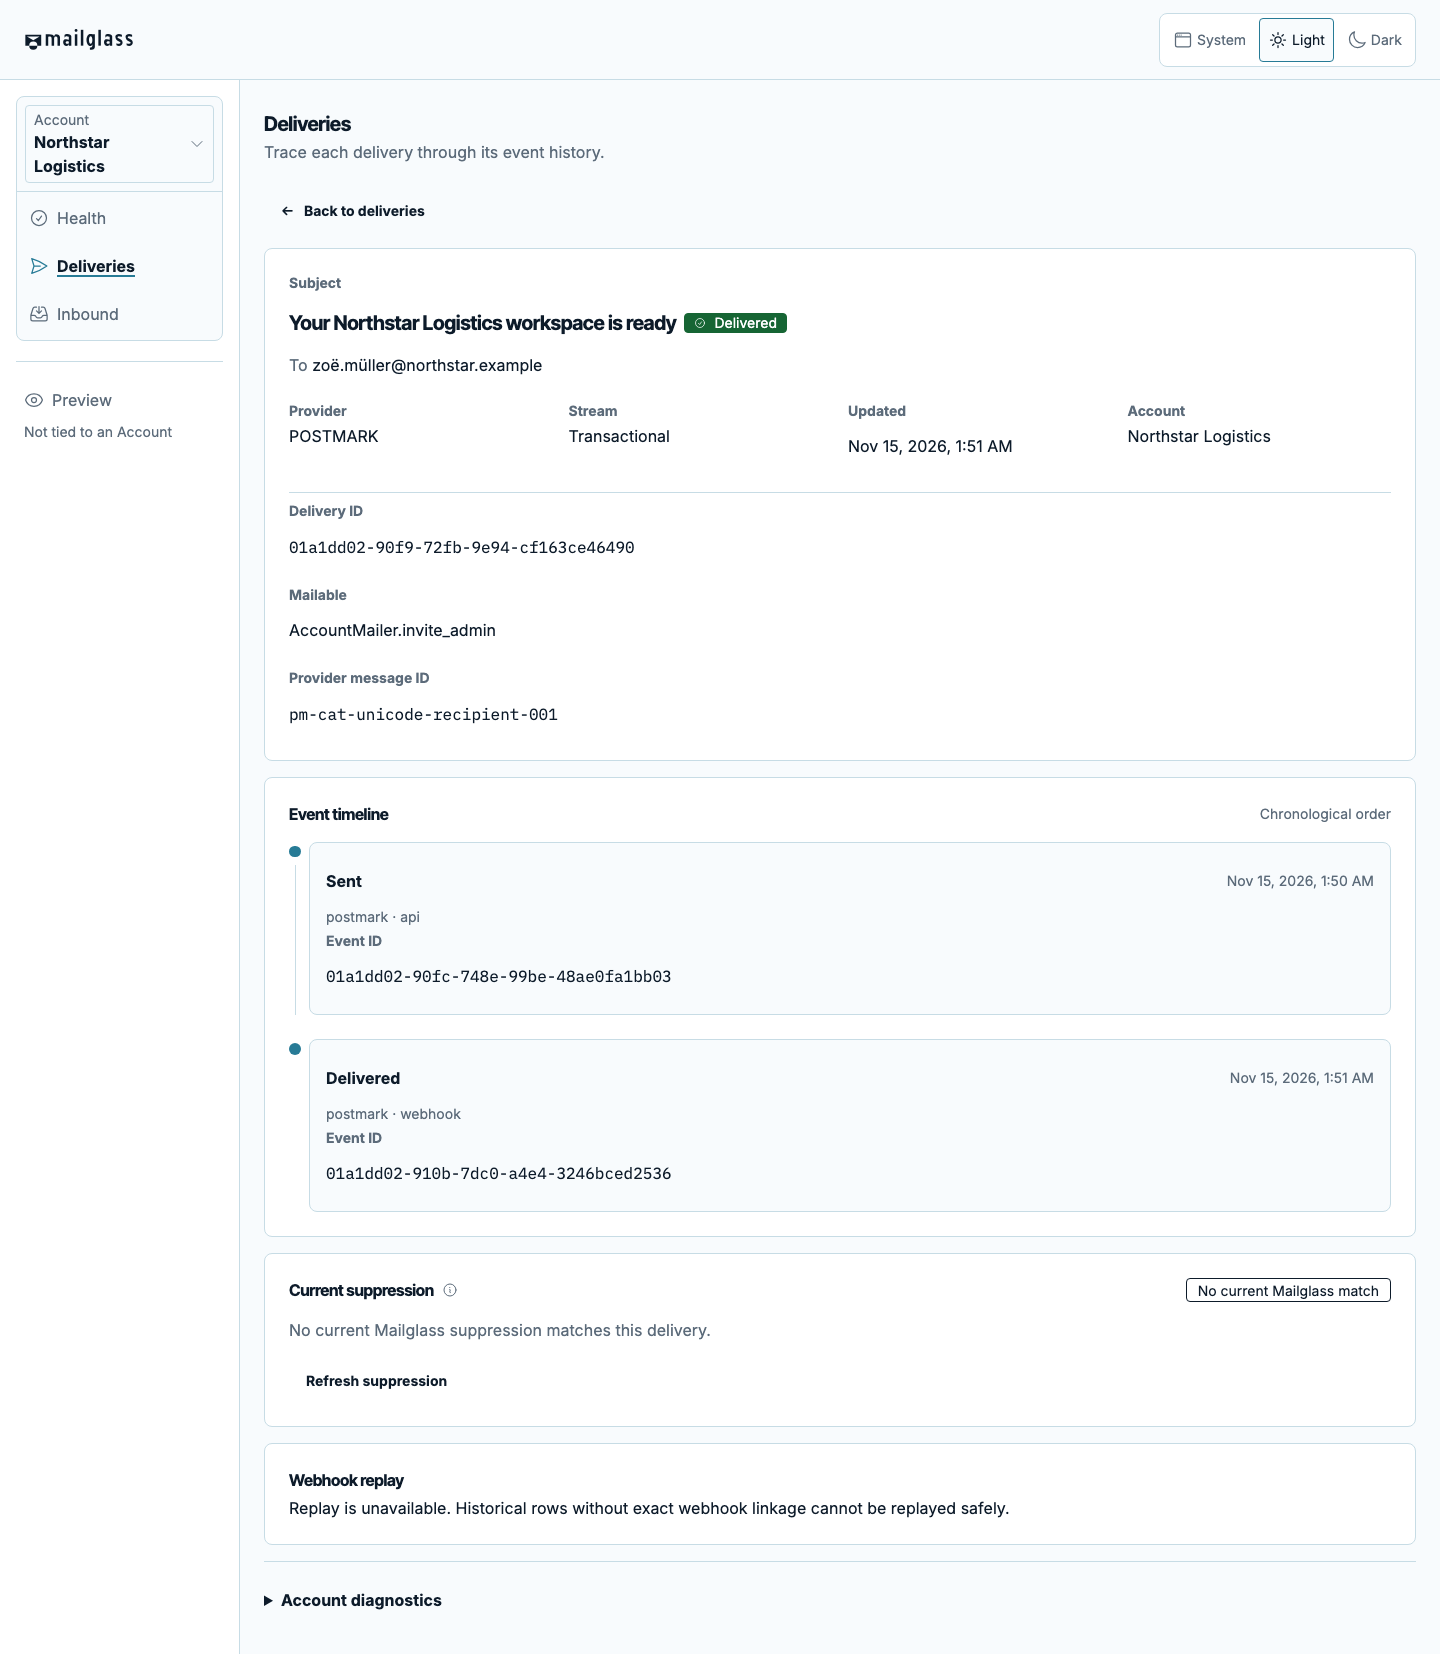 mailglass
System
Light
Dark
Account
Northstar
Logistics
Health
Deliveries
Inbound
Preview
Not tied to an Account
Deliveries
Trace each delivery through its event history.
Back to deliveries
Subject
Your Northstar Logistics workspace is ready
Delivered
To zoë.müller@northstar.example
Provider
POSTMARK
Stream
Transactional
Updated
Nov 15, 2026, 1:51 AM
Account
Northstar Logistics
Delivery ID
01a1dd02-90f9-72fb-9e94-cf163ce46490
Mailable
AccountMailer.invite_admin
Provider message ID
pm-cat-unicode-recipient-001
Event timeline
Chronological order
Sent
Nov 15, 2026, 1:50 AM
postmark · api
Event ID
01a1dd02-90fc-748e-99be-48ae0fa1bb03
Delivered
Nov 15, 2026, 1:51 AM
postmark · webhook
Event ID
01a1dd02-910b-7dc0-a4e4-3246bced2536
Current suppression
No current Mailglass match
No current Mailglass suppression matches this delivery.
Refresh suppression
Webhook replay
Replay is unavailable. Historical rows without exact webhook linkage cannot be replayed safely.
Account diagnostics